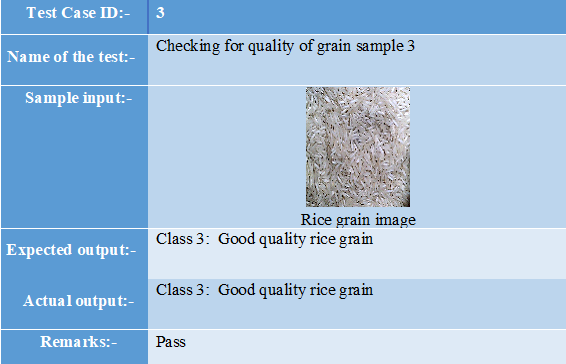 Test Case ID:- 3
Name of the test:- Checking for quality of grain sample 3
Sample input:-
Rice grain image
Expected output:- Class 3: Good quality rice grain
Actual output:- Class 3: Good quality rice grain
Remarks:- Pass